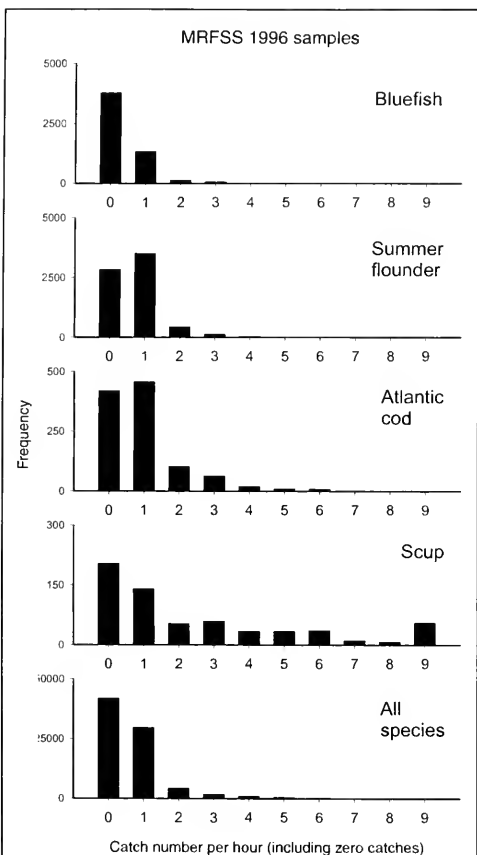 MRFSS 1996 samples
5000
Bluefish
2500
0
0 1 2 3 4 5 6 7 8 9
5000
Summer
flounder
2500
0
0 1 2 3 4 5 6 7 8 9
500
Atlantic
cod
250
0
0 1 2 3 4 5 6 7 8 9
Frequency
300
Scup
150
0
0 1 2 3 4 5 6 7 8 9
All
species
0
0 1 2 3 4 5 6 7 8 9
Catch number per hour (including zero catches)